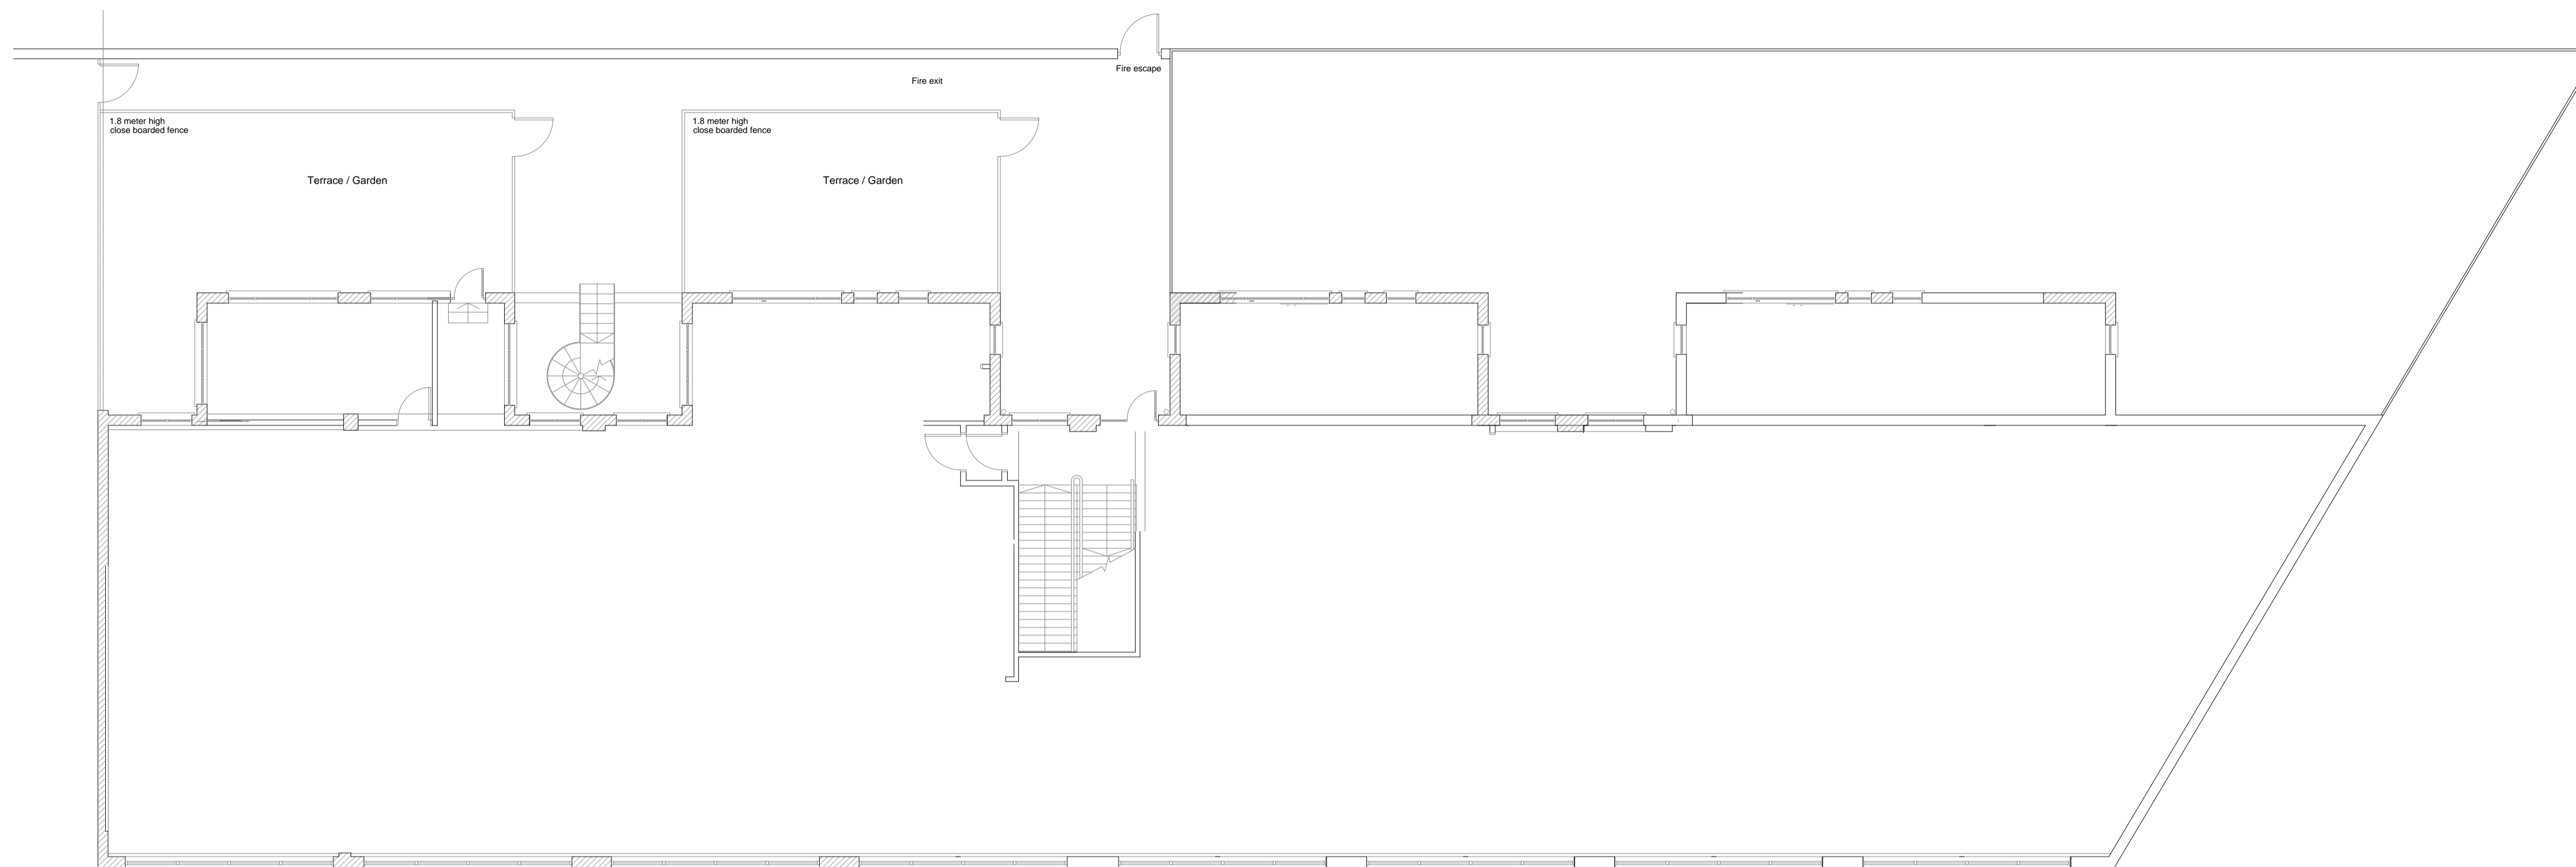 Fire escape
Fire exit
1.8 meter high
close boarded fence
1.8 meter high
close boarded fence
Terrace / Garden
Terrace / Garden